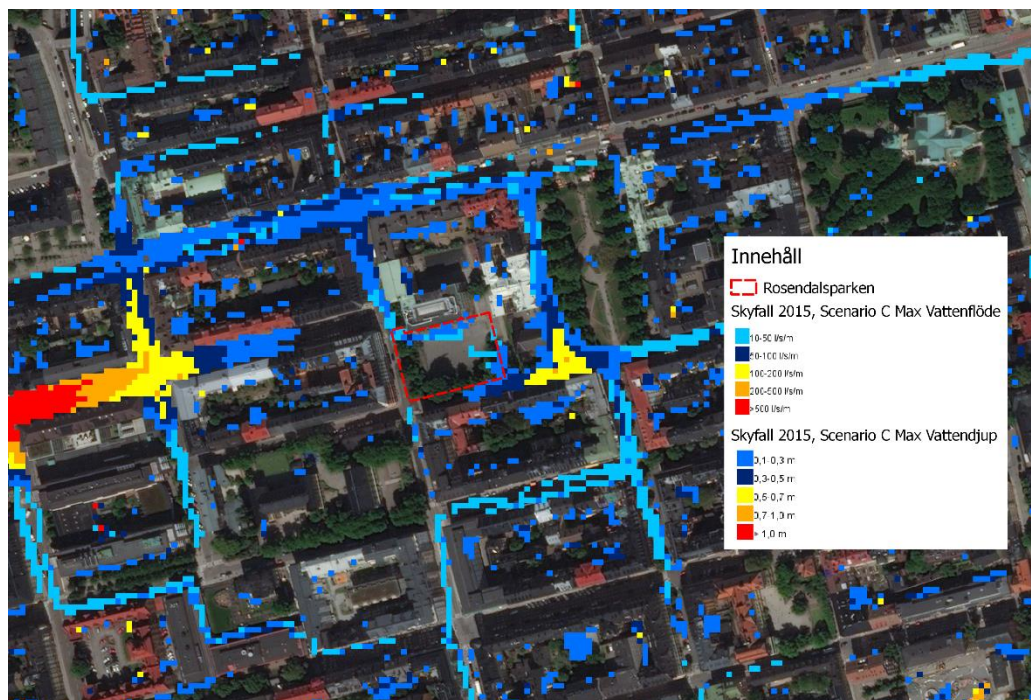 Innehåll
Rosendalsparken
Skyfall 2015, Scenario C Max Vattenflöde
10-50 l/s/m
50-100 l/s/m
100-200 l/s/m
200-500 l/s/m
>500 l/s/m
Skyfall 2015, Scenario C Max Vattendjup
0,1-0,3 m
0,3-0,5 m
0,5-0,7 m
0,7-1,0 m
> 1,0 m